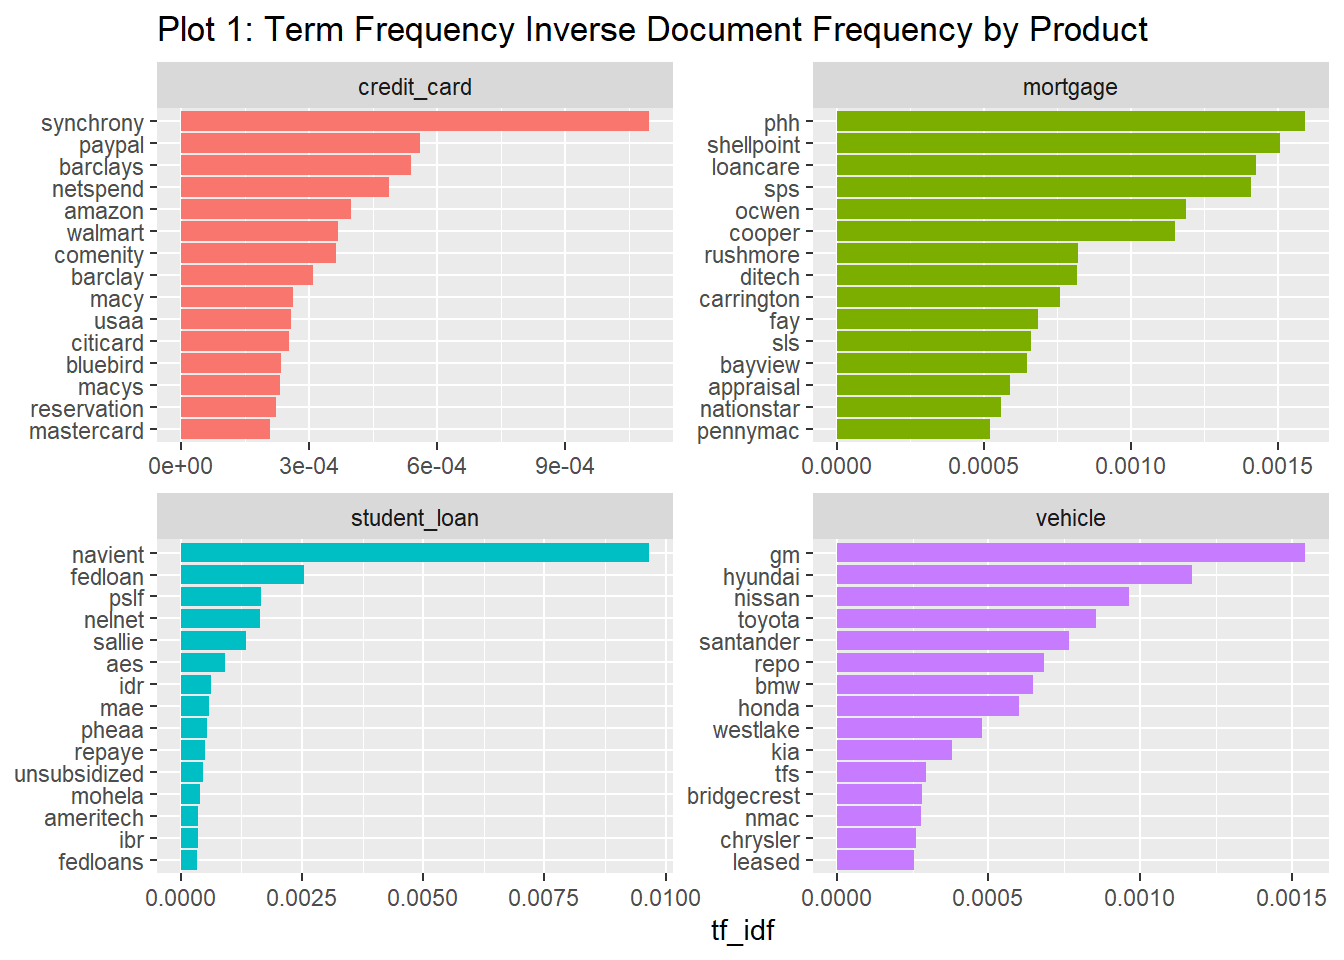 Plot 1: Term Frequency Inverse Document Frequency by Product
credit_card
synchrony
paypal
barclays
netspend
amazon
walmart
comenity
barclay
macy
usaa
citicard
bluebird
macys
reservation
mastercard
0e+00 3e-04 6e-04 9e-04
mortgage
phh
shellpoint
loancare
sps
ocwen
cooper
rushmore
ditech
carrington
fay
sls
bayview
appraisal
nationstar
pennymac
0.0000 0.0005 0.0010 0.0015
student_loan
navient
fedloan
pslf
nelnet
sallie
aes
idr
mae
pheaa
repaye
unsubsidized
mohela
ameritech
ibr
fedloans
0.0000 0.0025 0.0050 0.0075 0.0100
vehicle
gm
hyundai
nissan
toyota
santander
repo
bmw
honda
westlake
kia
tfs
bridgecrest
nmac
chrysler
leased
0.0000 0.0005 0.0010 0.0015
tf_idf